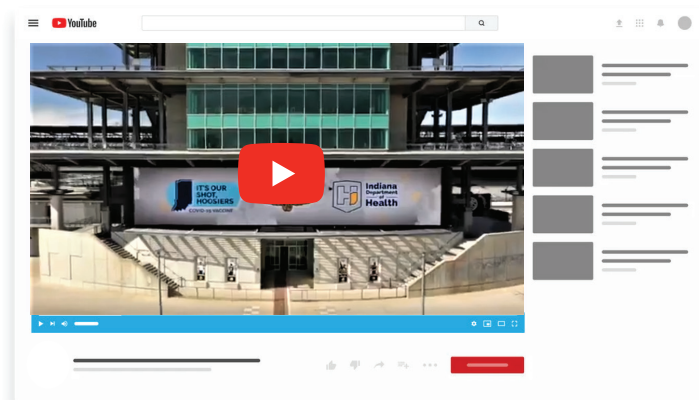 YouTube
IT'S OUR
SHOT,
HOOSIERS
COVID-19 VACCINE
Indiana
Department
of
Health